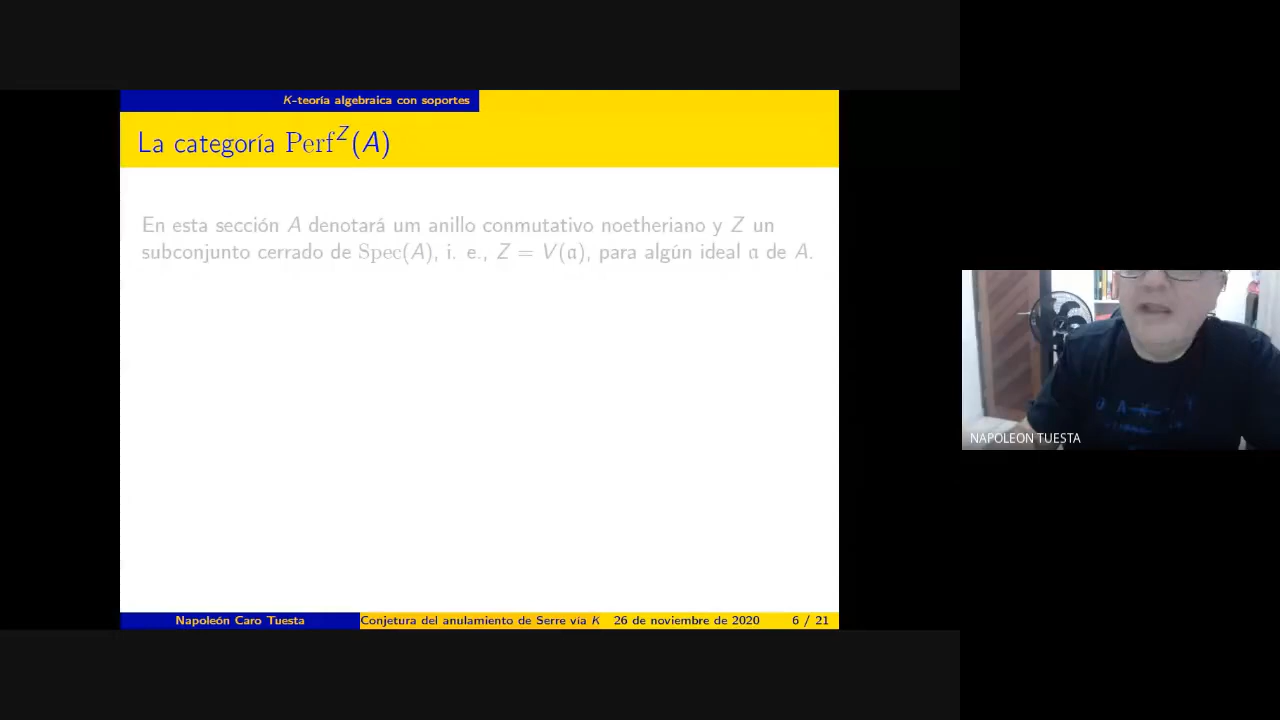 K-teoría algebraica con soportes
La categoría Perf^Z(A)
En esta sección A denotará um anillo conmutativo noetheriano y Z un
subconjunto cerrado de Spec(A), i. e., Z = V(𝔞), para algún ideal 𝔞 de A.
NAPOLEON TUESTA
Napoleón Caro Tuesta Conjetura del anulamiento de Serre vía K 26 de noviembre de 2020 6 / 21